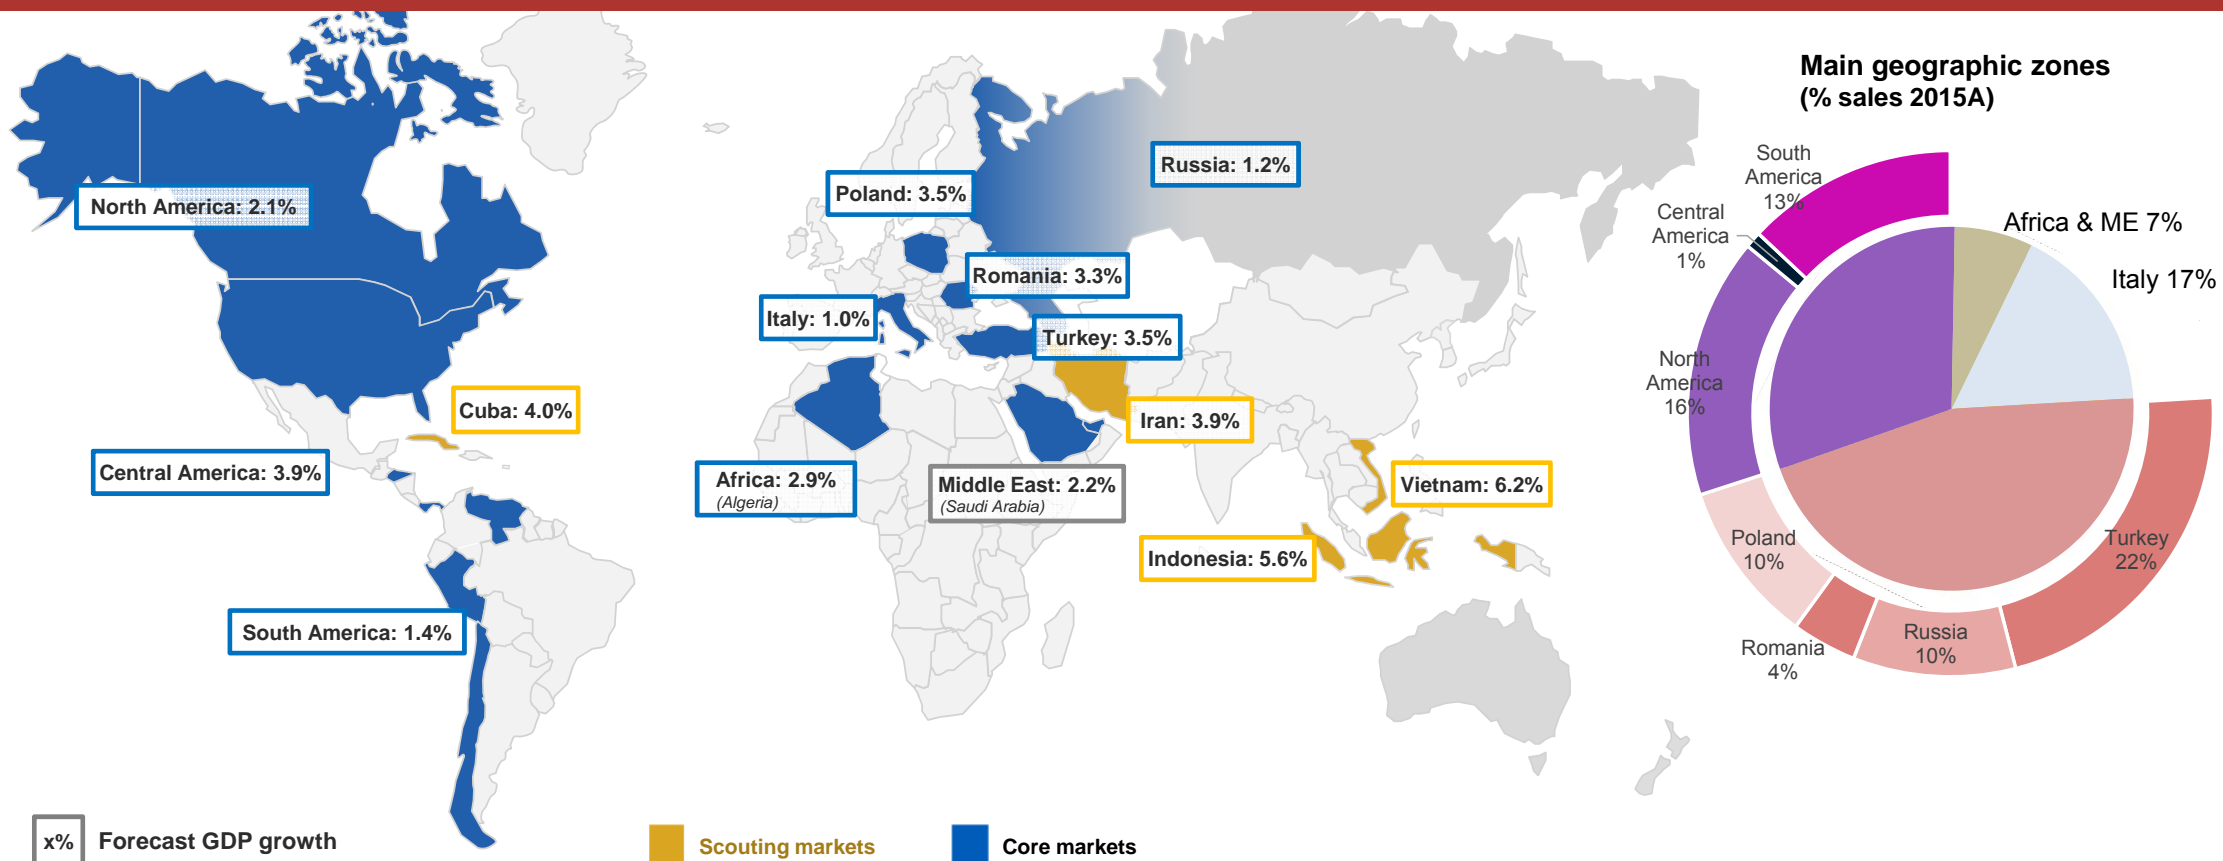 Main geographic zones
(% sales 2015A)
North America: 2.1%
Poland: 3.5%
Russia: 1.2%
Romania: 3.3%
Italy: 1.0%
Turkey: 3.5%
Cuba: 4.0%
Iran: 3.9%
Central America: 3.9%
Africa: 2.9%
(Algeria)
Middle East: 2.2%
(Saudi Arabia)
Vietnam: 6.2%
Indonesia: 5.6%
South America: 1.4%
South
America
13%
Central
America
1%
Africa & ME 7%
Italy 17%
North
America
16%
Poland
10%
Turkey
22%
Romania
4%
Russia
10%
x% Forecast GDP growth
Scouting markets
Core markets